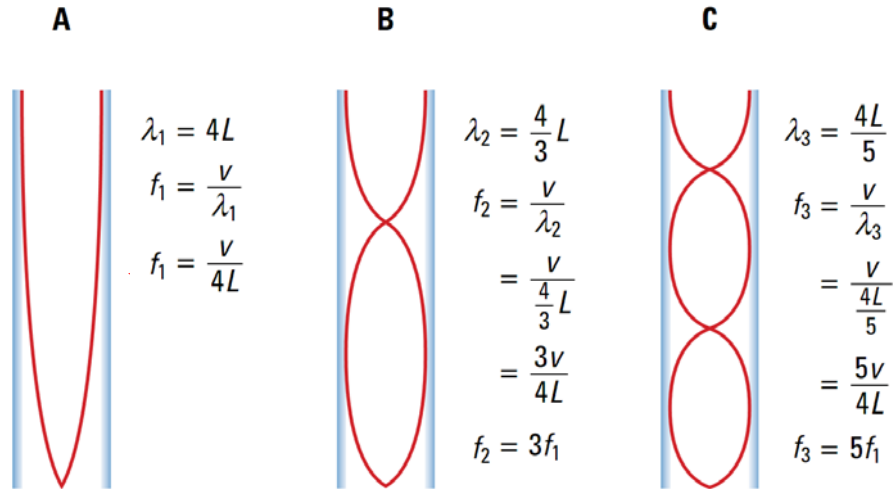 A
B
C
λ₁ = 4L
f₁ = v/λ₁
f₁ = v/4L
λ₂ = 4/3 L
f₂ = v/λ₂
= v/(4/3 L)
= 3v/4L
f₂ = 3f₁
λ₃ = 4L/5
f₃ = v/λ₃
= v/(4L/5)
= 5v/4L
f₃ = 5f₁